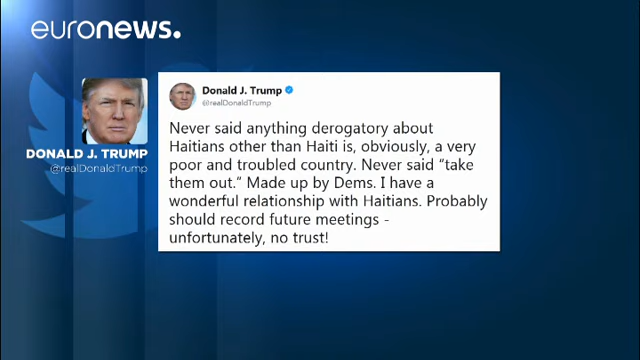 euronews.
DONALD J. TRUMP
@realDonaldTrump
Donald J. Trump
@realDonaldTrump
Never said anything derogatory about
Haitians other than Haiti is, obviously, a very
poor and troubled country. Never said “take
them out.” Made up by Dems. I have a
wonderful relationship with Haitians. Probably
should record future meetings -
unfortunately, no trust!